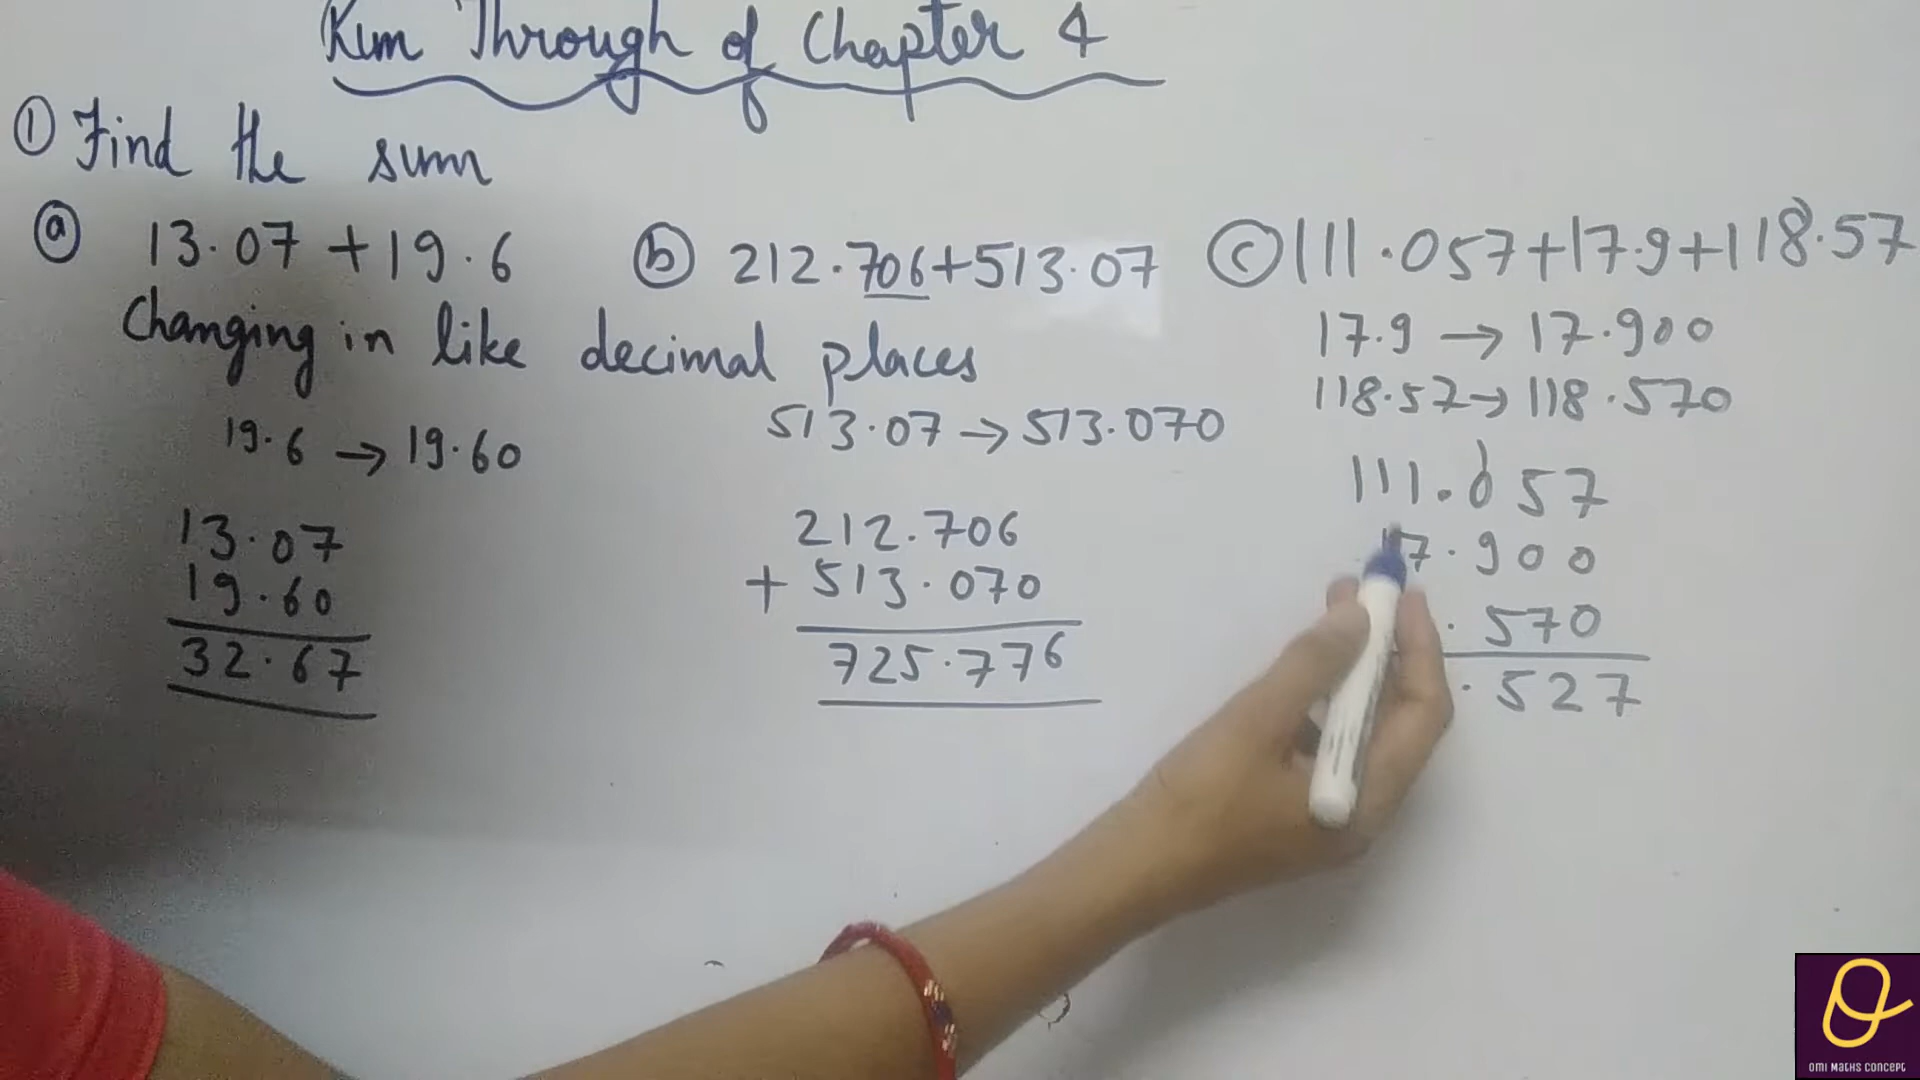 Run Through of Chapter 4
① Find the sum
ⓐ 13.07 + 19.6
Changing in like decimal places
19.6 → 19.60
13.07
19.60
32.67
ⓑ 212.706 + 513.07
513.07 → 513.070
212.706
+ 513.070
725.776
ⓒ 111.057 + 17.9 + 118.57
17.9 → 17.900
118.57 → 118.570
111.057
17.900
.570
.527
OMI MATHS CONCEPT